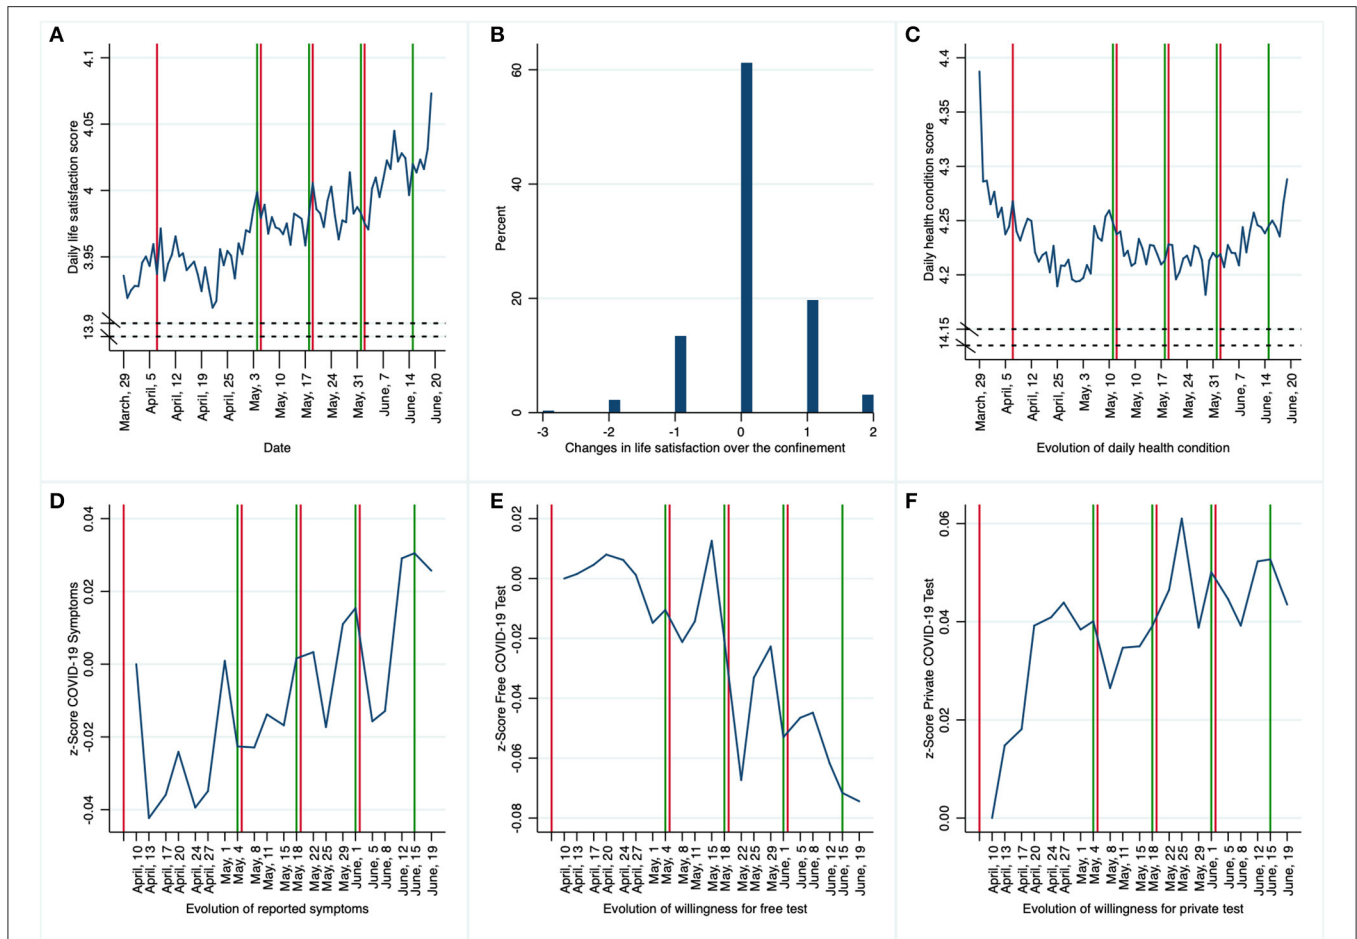 A
Daily life satisfaction score
4.1
4.05
4
3.95
13.9
March, 29
April, 5
April, 12
April, 19
April, 25
May, 3
May, 10
May, 17
May, 24
May, 31
June, 7
June, 14
June, 20
Date
B
Percent
60
40
20
0
-3
-2
-1
0
1
2
Changes in life satisfaction over the confinement
C
Daily health condition score
4.4
4.35
4.3
4.25
4.2
14.15
March, 29
April, 5
April, 12
April, 25
May, 3
May, 10
May, 10
May, 17
May, 24
May, 31
June, 7
June, 14
June, 20
Evolution of daily health condition
D
z-Score COVID-19 Symptoms
0.04
0.02
0.00
-0.02
-0.04
April, 10
April, 13
April, 17
April, 20
April, 24
April, 27
May, 1
May, 4
May, 8
May, 11
May, 15
May, 18
May, 22
May, 25
May, 29
June, 1
June, 5
June, 8
June, 12
June, 15
June, 19
Evolution of reported symptoms
E
z-Score Free COVID-19 Test
0.02
0.00
-0.02
-0.04
-0.06
-0.08
April, 10
April, 13
April, 17
April, 20
April, 24
April, 27
May, 1
May, 4
May, 8
May, 11
May, 15
May, 18
May, 22
May, 25
May, 29
June, 1
June, 5
June, 8
June, 12
June, 15
June, 19
Evolution of willingness for free test
F
z-Score Private COVID-19 Test
0.06
0.04
0.02
0.00
April, 10
April, 13
April, 17
April, 20
April, 24
April, 27
May, 1
May, 4
May, 8
May, 11
May, 15
May, 18
May, 22
May, 25
May, 29
June, 1
June, 5
June, 8
June, 12
June, 15
June, 19
Evolution of willingness for private test